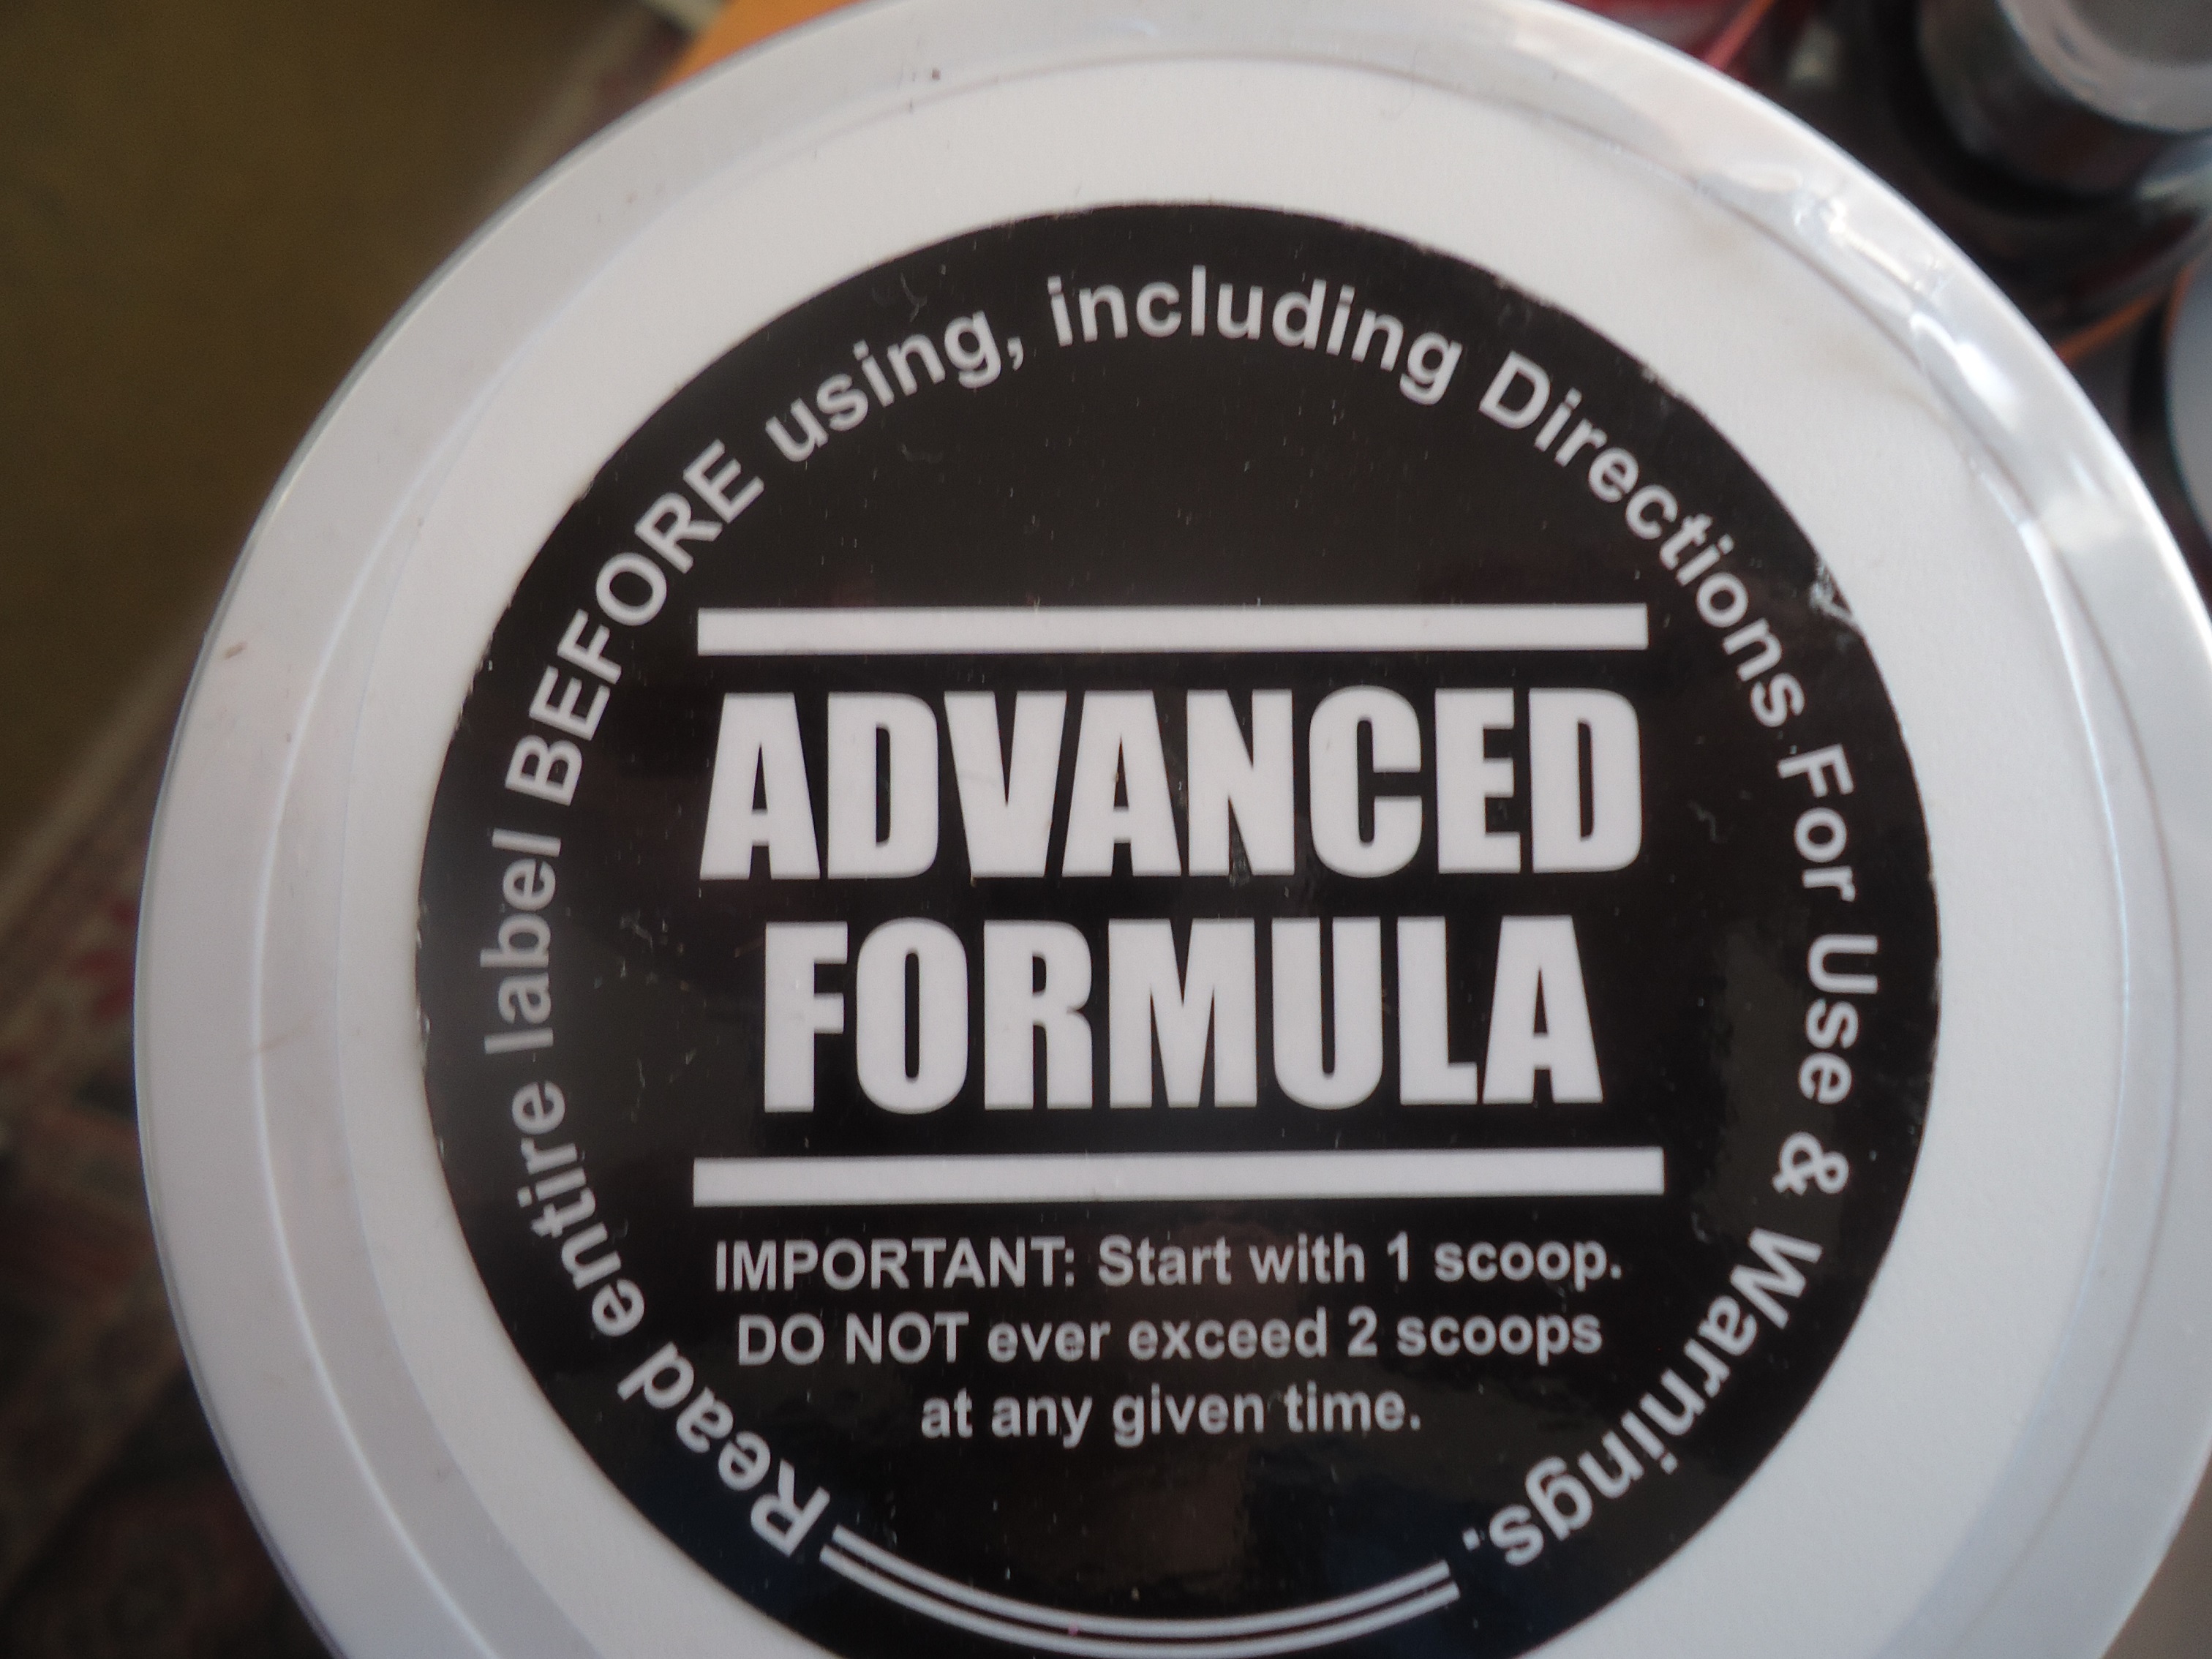 Read entire label BEFORE using, including Directions For Use & Warnings.
ADVANCED
FORMULA
IMPORTANT: Start with 1 scoop.
DO NOT ever exceed 2 scoops
at any given time.